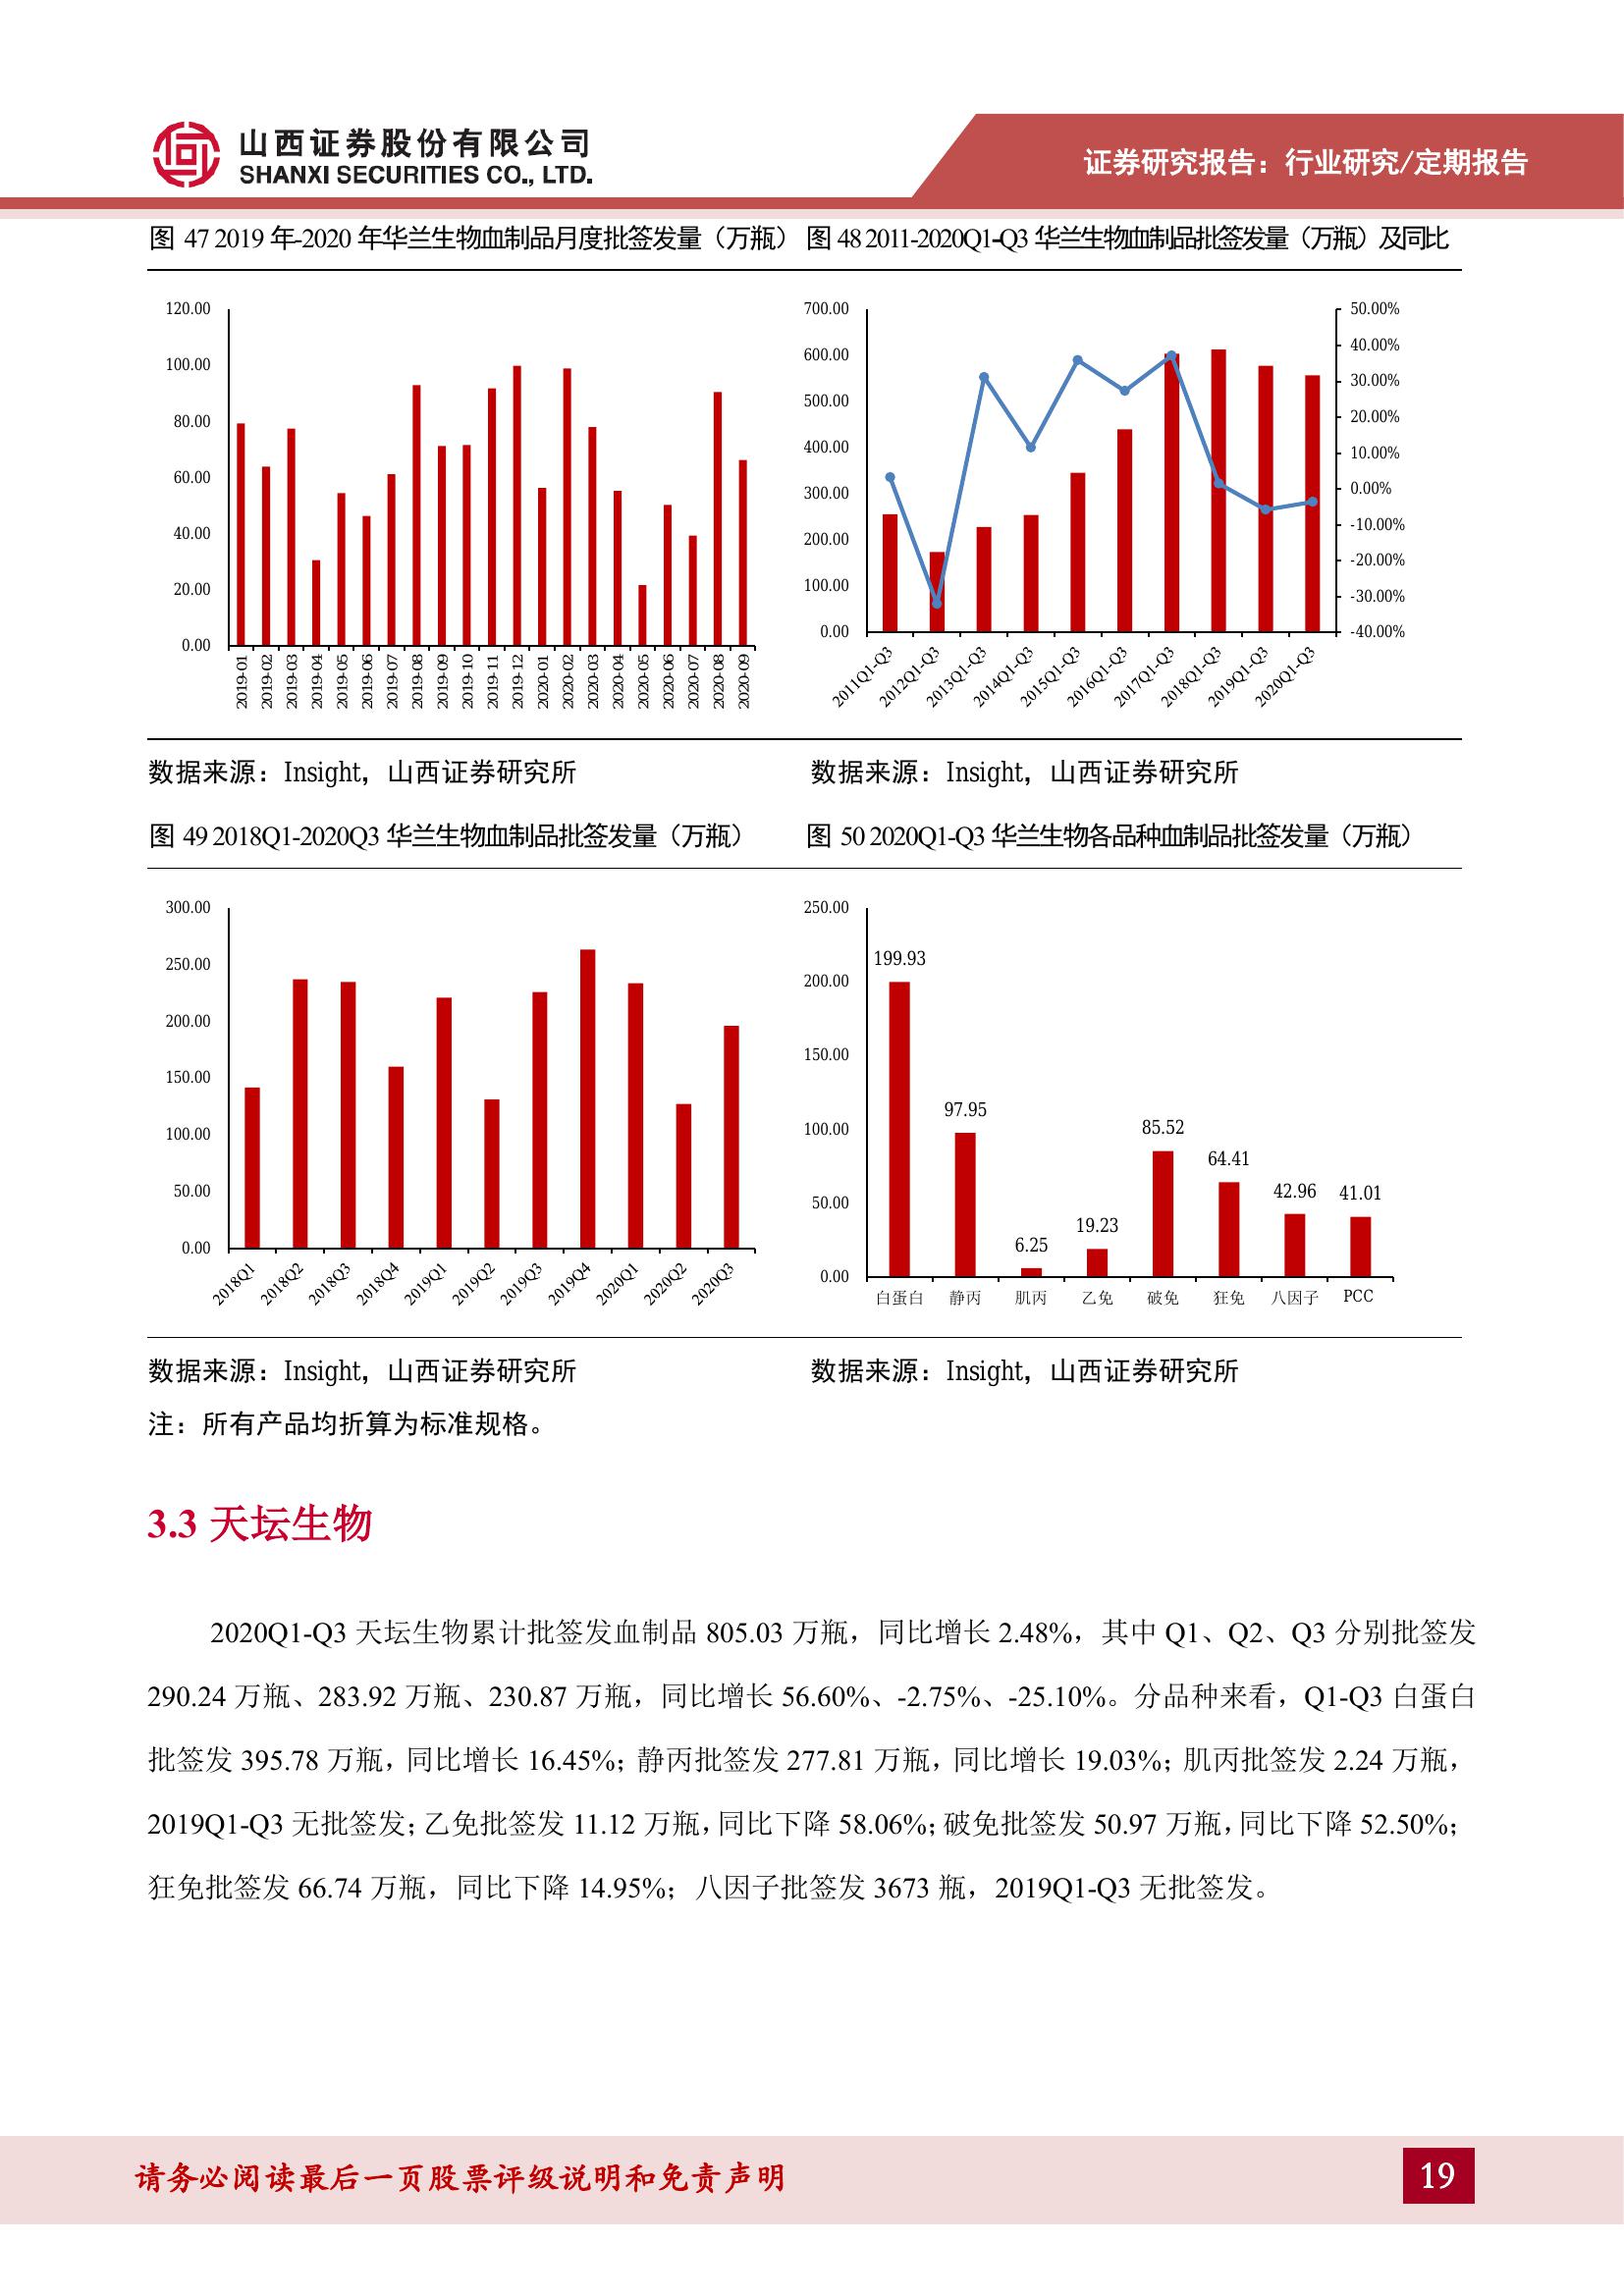 山西证券股份有限公司
SHANXI SECURITIES CO., LTD.
证券研究报告：行业研究/定期报告
图 47 2019 年-2020 年华兰生物血制品月度批签发量（万瓶）
图 48 2011-2020Q1-Q3 华兰生物血制品批签发量（万瓶）及同比
120.00
100.00
80.00
60.00
40.00
20.00
0.00
2019-01
2019-02
2019-03
2019-04
2019-05
2019-06
2019-07
2019-08
2019-09
2019-10
2019-11
2019-12
2020-01
2020-02
2020-03
2020-04
2020-05
2020-06
2020-07
2020-08
2020-09
700.00
600.00
500.00
400.00
300.00
200.00
100.00
0.00
50.00%
40.00%
30.00%
20.00%
10.00%
0.00%
-10.00%
-20.00%
-30.00%
-40.00%
2011Q1-Q3
2012Q1-Q3
2013Q1-Q3
2014Q1-Q3
2015Q1-Q3
2016Q1-Q3
2017Q1-Q3
2018Q1-Q3
2019Q1-Q3
2020Q1-Q3
数据来源：Insight，山西证券研究所
数据来源：Insight，山西证券研究所
图 49 2018Q1-2020Q3 华兰生物血制品批签发量（万瓶）
图 50 2020Q1-Q3 华兰生物各品种血制品批签发量（万瓶）
300.00
250.00
200.00
150.00
100.00
50.00
0.00
2018Q1
2018Q2
2018Q3
2018Q4
2019Q1
2019Q2
2019Q3
2019Q4
2020Q1
2020Q2
2020Q3
250.00
200.00
150.00
100.00
50.00
0.00
199.93
97.95
6.25
19.23
85.52
64.41
42.96
41.01
白蛋白
静丙
肌丙
乙免
破免
狂免
八因子
PCC
数据来源：Insight，山西证券研究所
数据来源：Insight，山西证券研究所
注：所有产品均折算为标准规格。
3.3 天坛生物
2020Q1-Q3 天坛生物累计批签发血制品 805.03 万瓶，同比增长 2.48%，其中 Q1、Q2、Q3 分别批签发
290.24 万瓶、283.92 万瓶、230.87 万瓶，同比增长 56.60%、-2.75%、-25.10%。分品种来看，Q1-Q3 白蛋白
批签发 395.78 万瓶，同比增长 16.45%；静丙批签发 277.81 万瓶，同比增长 19.03%；肌丙批签发 2.24 万瓶，
2019Q1-Q3 无批签发；乙免批签发 11.12 万瓶，同比下降 58.06%；破免批签发 50.97 万瓶，同比下降 52.50%；
狂免批签发 66.74 万瓶，同比下降 14.95%；八因子批签发 3673 瓶，2019Q1-Q3 无批签发。
请务必阅读最后一页股票评级说明和免责声明
19